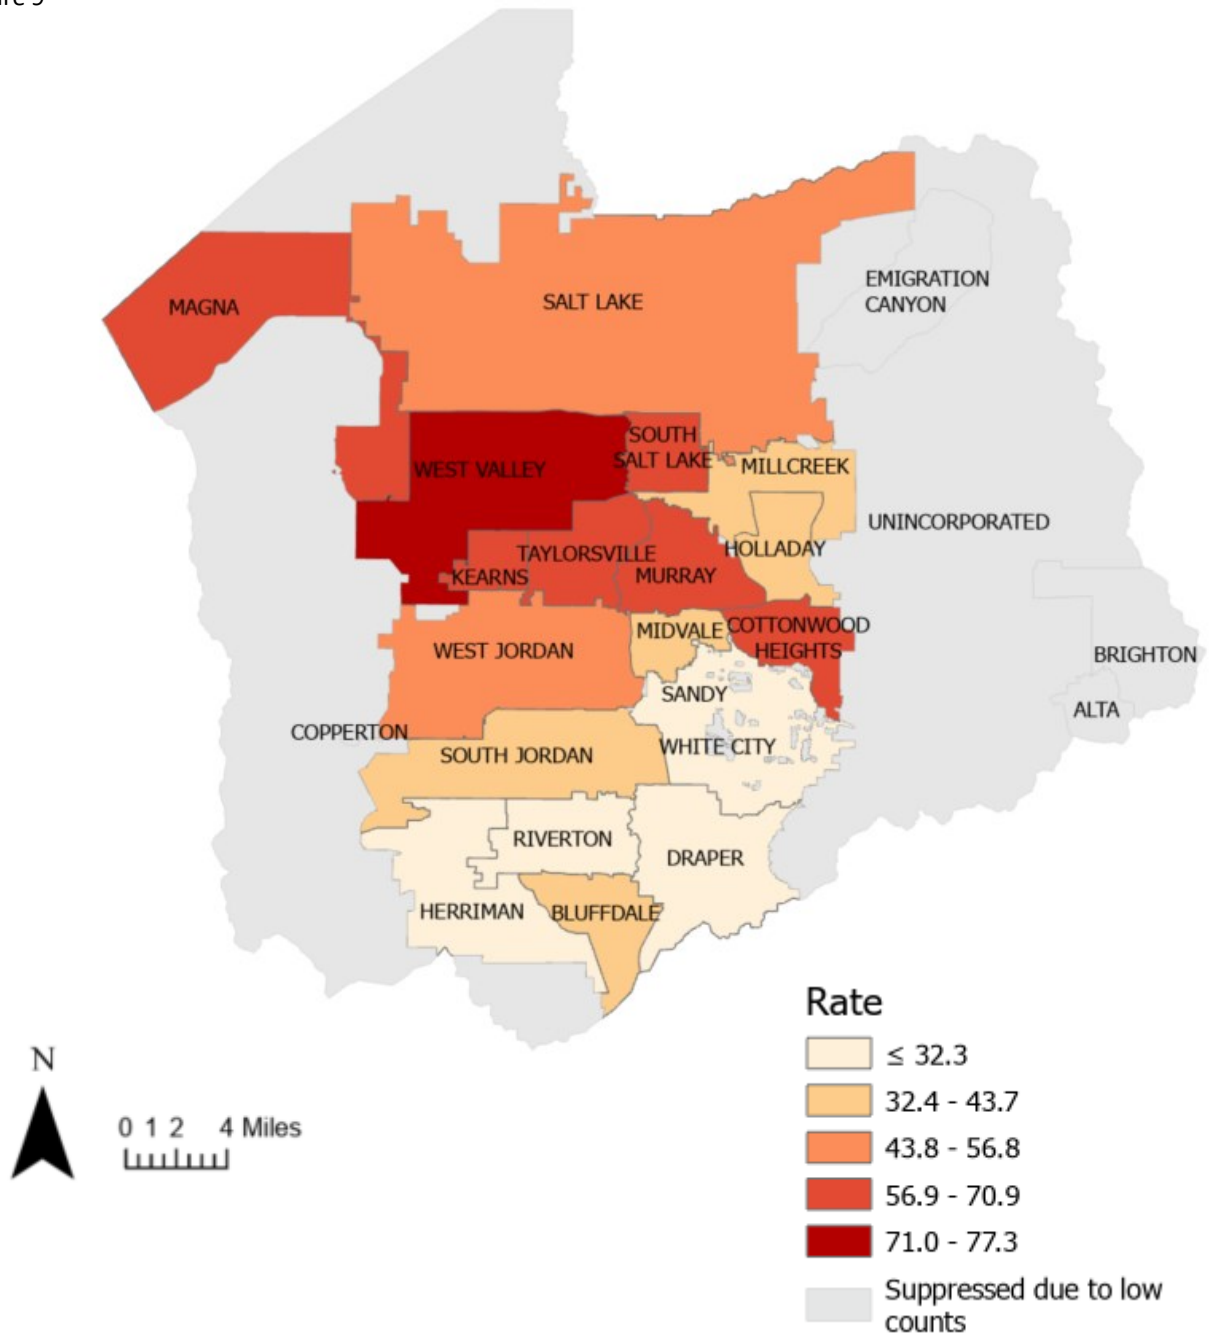 MAGNA
SALT LAKE
EMIGRATION
CANYON
SOUTH
SALT LAKE
WEST VALLEY
MILLCREEK
UNINCORPORATED
TAYLORSVILLE
HOLLADAY
KEARNS
MURRAY
MIDVALE
COTTONWOOD
HEIGHTS
WEST JORDAN
BRIGHTON
SANDY
ALTA
COPPERTON
WHITE CITY
SOUTH JORDAN
RIVERTON
DRAPER
HERRIMAN
BLUFFDALE
Rate
≤ 32.3
32.4 - 43.7
43.8 - 56.8
56.9 - 70.9
71.0 - 77.3
Suppressed due to low
counts
N
0 1 2 4 Miles